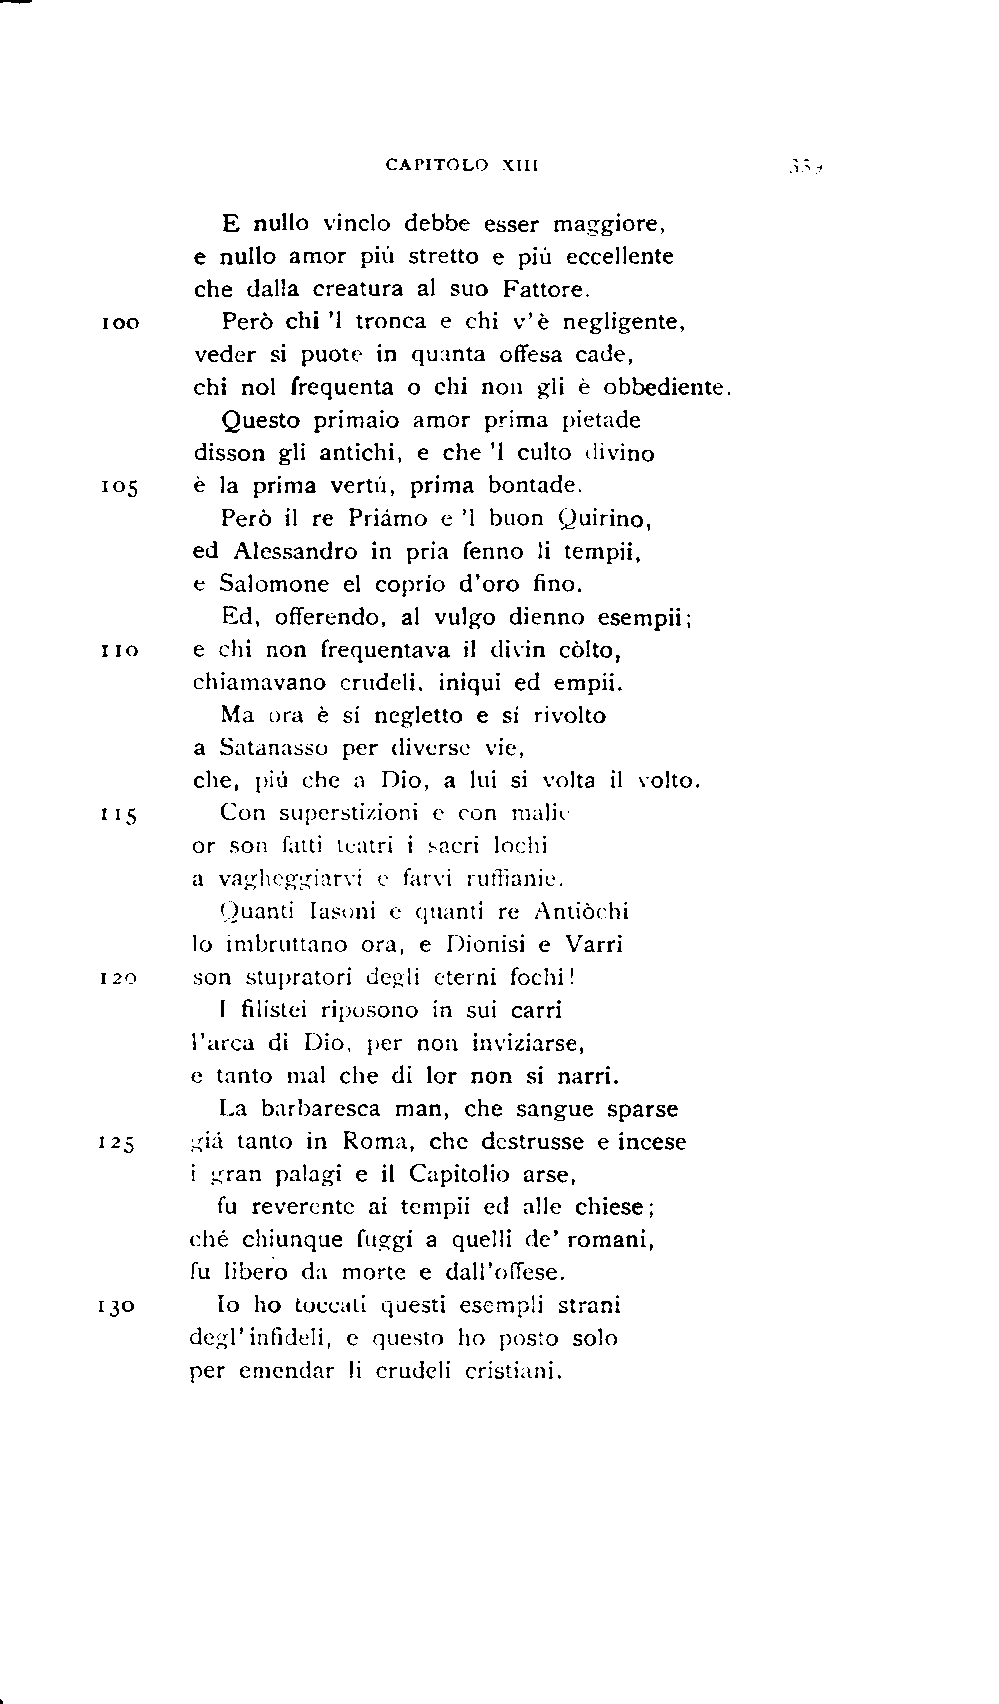 CAPITOLO XIII
E nullo vinclo debbe esser maggiore,
e nullo amor piú stretto e piú eccellente
che dalla creatura al suo Fattore.
100 Però chi 'l tronca e chi v'è negligente,
veder si puote in quanta offesa cade,
chi nol frequenta o chi non gli è obbediente.
Questo primaio amor prima pietade
disson gli antichi, e che 'l culto divino
105 è la prima vertú, prima bontade.
Però il re Priámo e 'l buon Quirino,
ed Alessandro in pria fenno li tempii,
e Salomone el coprio d'oro fino.
Ed, offerendo, al vulgo dienno esempii;
110 e chi non frequentava il divin còlto,
chiamavano crudeli, iniqui ed empii.
Ma ora è sí negletto e sí rivolto
a Satanasso per diverse vie,
che, piú che a Dio, a lui si volta il volto.
115 Con superstizioni e con malie
or son fatti teatri i sacri lochi
a vagheggiarvi e farvi ruffianie.
Quanti Iasoni e quanti re Antiòchi
lo imbruttano ora, e Dionisi e Varri
120 son stupratori degli eterni fochi!
I filistei riposono in sui carri
l'arca di Dio, per non inviziarse,
e tanto mal che di lor non si narri.
La barbaresca man, che sangue sparse
125 giá tanto in Roma, che destrusse e incese
i gran palagi e il Capitolio arse,
fu reverente ai tempii ed alle chiese;
ché chiunque fuggi a quelli de' romani,
fu libero da morte e dall'offese.
130 Io ho toccati questi esempli strani
degl'infideli, e questo ho posto solo
per emendar li crudeli cristiani.